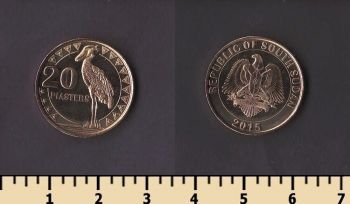 20
PIASTERS
REPUBLIC OF SOUTH SUDAN
2015
1 2 3 4 5 6 7